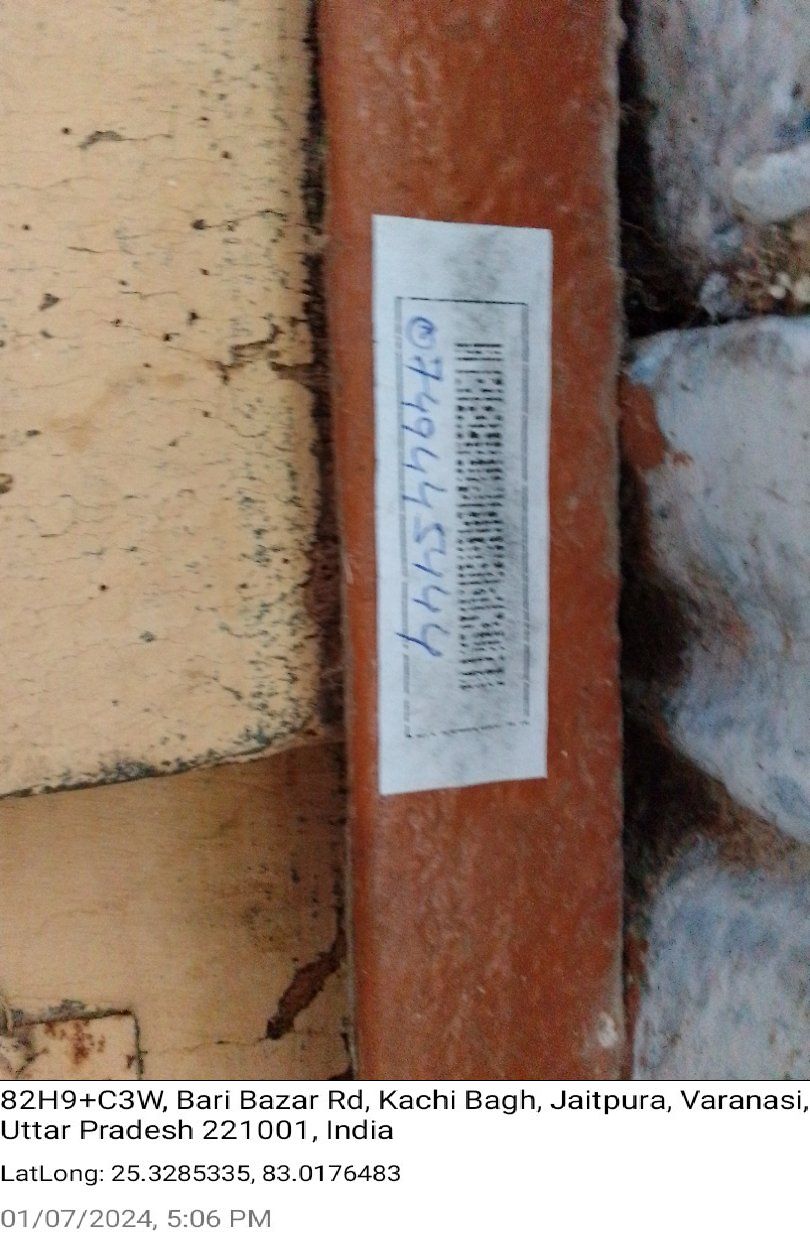 @749445444
82H9+C3W, Bari Bazar Rd, Kachi Bagh, Jaitpura, Varanasi,
Uttar Pradesh 221001, India
LatLong: 25.3285335, 83.0176483
01/07/2024, 5:06 PM